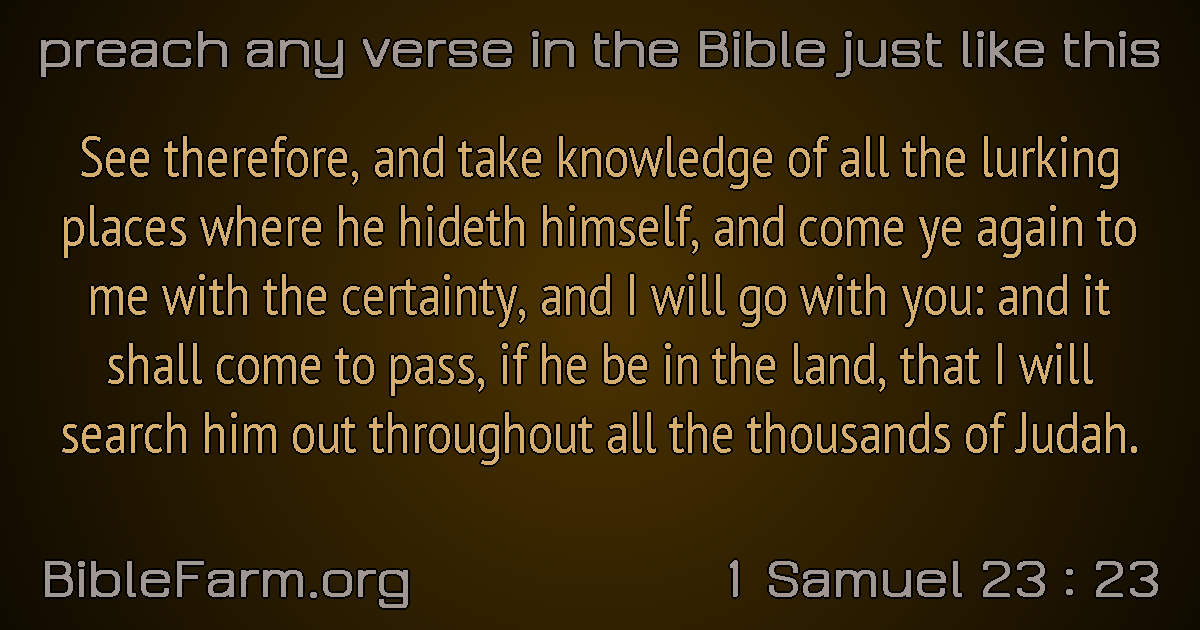 preach any verse in the Bible just like this
See therefore, and take knowledge of all the lurking
places where he hideth himself, and come ye again to
me with the certainty, and I will go with you: and it
shall come to pass, if he be in the land, that I will
search him out throughout all the thousands of Judah.
BibleFarm.org
1 Samuel 23 : 23